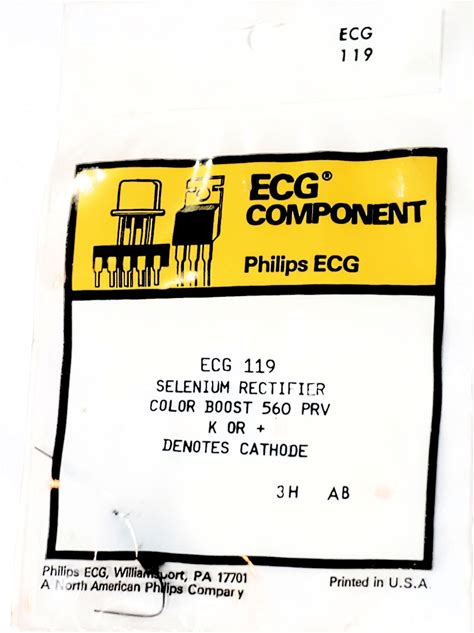 ECG
119
ECG®
COMPONENT
Philips ECG
ECG 119
SELENIUM RECTIFIER
COLOR BOOST 560 PRV
K OR +
DENOTES CATHODE
3H AB
Philips ECG, Williamsport, PA 17701
A North American Philips Company
Printed in U.S.A.